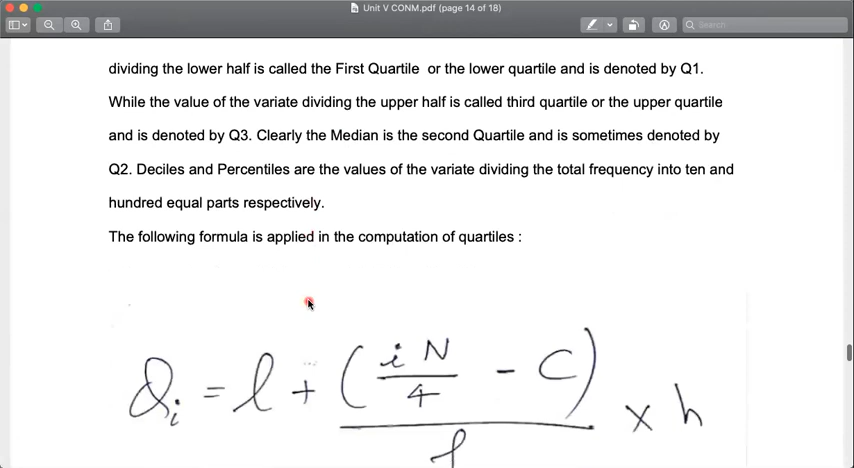 Unit V CONM.pdf (page 14 of 18)
Search
dividing the lower half is called the First Quartile or the lower quartile and is denoted by Q1.
While the value of the variate dividing the upper half is called third quartile or the upper quartile
and is denoted by Q3. Clearly the Median is the second Quartile and is sometimes denoted by
Q2. Deciles and Percentiles are the values of the variate dividing the total frequency into ten and
hundred equal parts respectively.
The following formula is applied in the computation of quartiles :
Qi = l + (iN/4 - C)/f × h